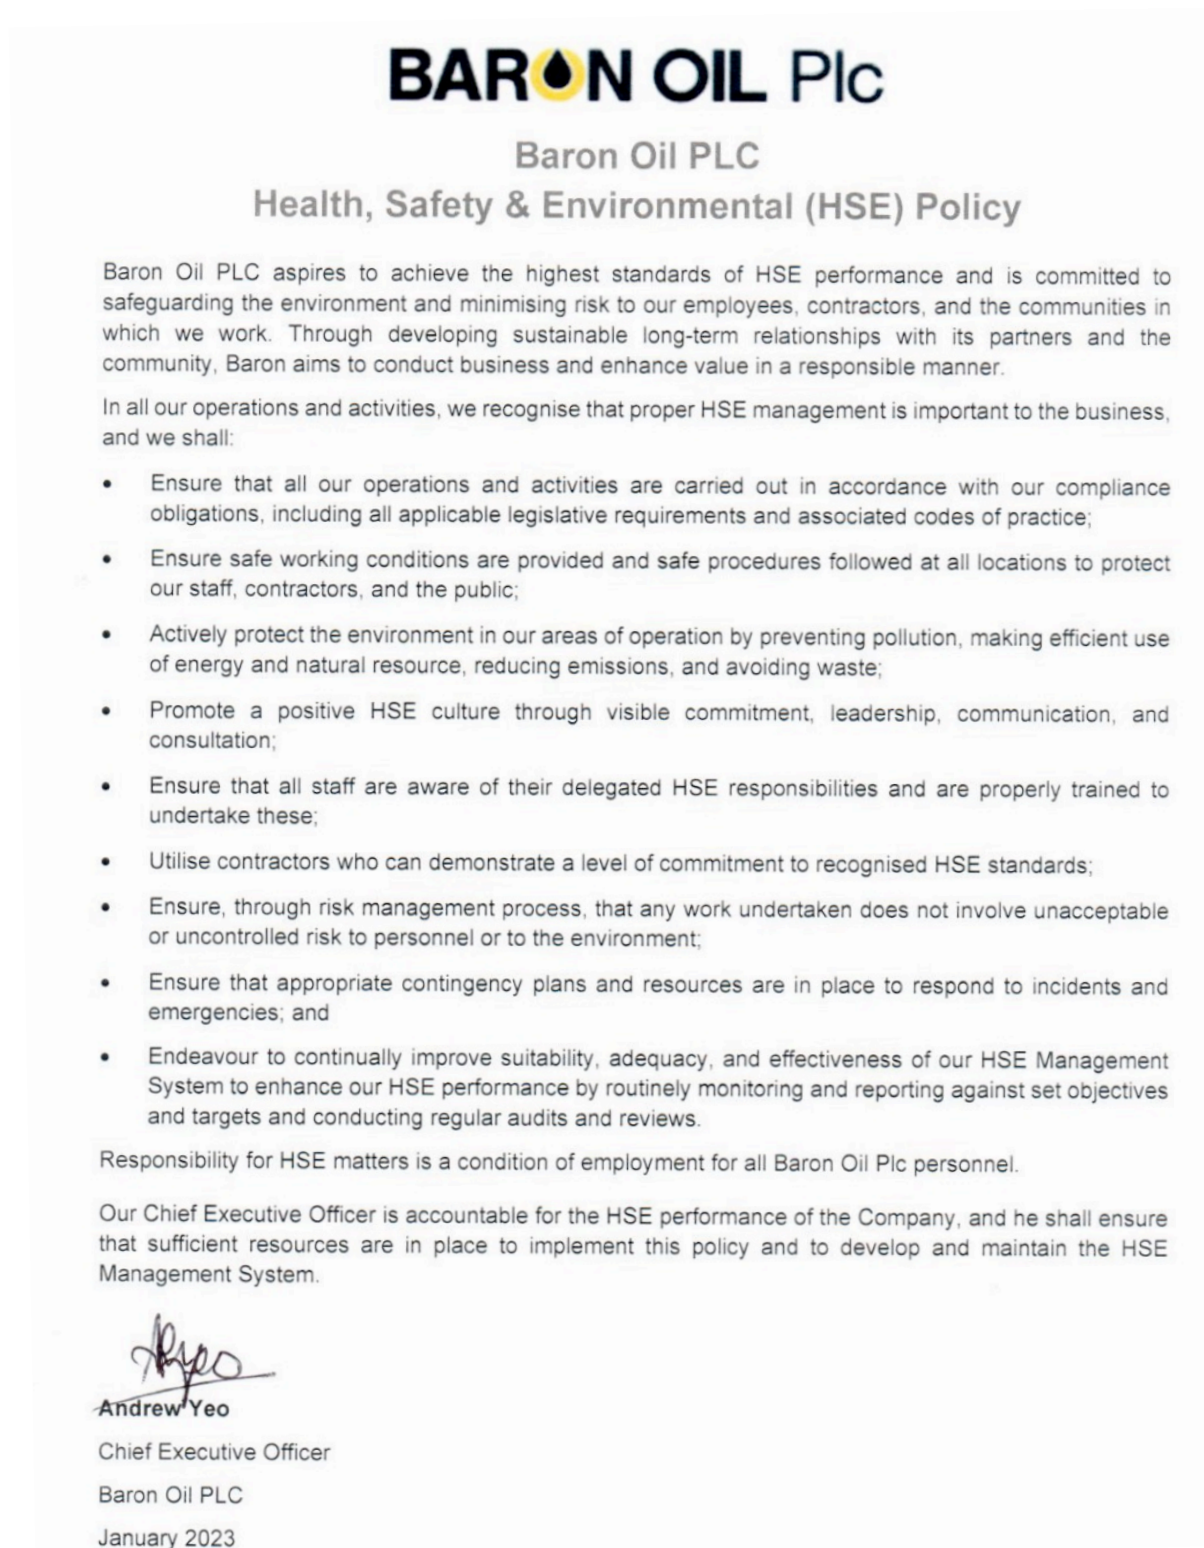 BARON OIL Plc
Baron Oil PLC
Health, Safety & Environmental (HSE) Policy
Baron Oil PLC aspires to achieve the highest standards of HSE performance and is committed to
safeguarding the environment and minimising risk to our employees, contractors, and the communities in
which we work. Through developing sustainable long-term relationships with its partners and the
community, Baron aims to conduct business and enhance value in a responsible manner.
In all our operations and activities, we recognise that proper HSE management is important to the business,
and we shall:
• Ensure that all our operations and activities are carried out in accordance with our compliance
obligations, including all applicable legislative requirements and associated codes of practice;
• Ensure safe working conditions are provided and safe procedures followed at all locations to protect
our staff, contractors, and the public;
• Actively protect the environment in our areas of operation by preventing pollution, making efficient use
of energy and natural resource, reducing emissions, and avoiding waste;
• Promote a positive HSE culture through visible commitment, leadership, communication, and
consultation;
• Ensure that all staff are aware of their delegated HSE responsibilities and are properly trained to
undertake these;
• Utilise contractors who can demonstrate a level of commitment to recognised HSE standards;
• Ensure, through risk management process, that any work undertaken does not involve unacceptable
or uncontrolled risk to personnel or to the environment;
• Ensure that appropriate contingency plans and resources are in place to respond to incidents and
emergencies; and
• Endeavour to continually improve suitability, adequacy, and effectiveness of our HSE Management
System to enhance our HSE performance by routinely monitoring and reporting against set objectives
and targets and conducting regular audits and reviews.
Responsibility for HSE matters is a condition of employment for all Baron Oil Plc personnel.
Our Chief Executive Officer is accountable for the HSE performance of the Company, and he shall ensure
that sufficient resources are in place to implement this policy and to develop and maintain the HSE
Management System.
Andrew Yeo
Chief Executive Officer
Baron Oil PLC
January 2023